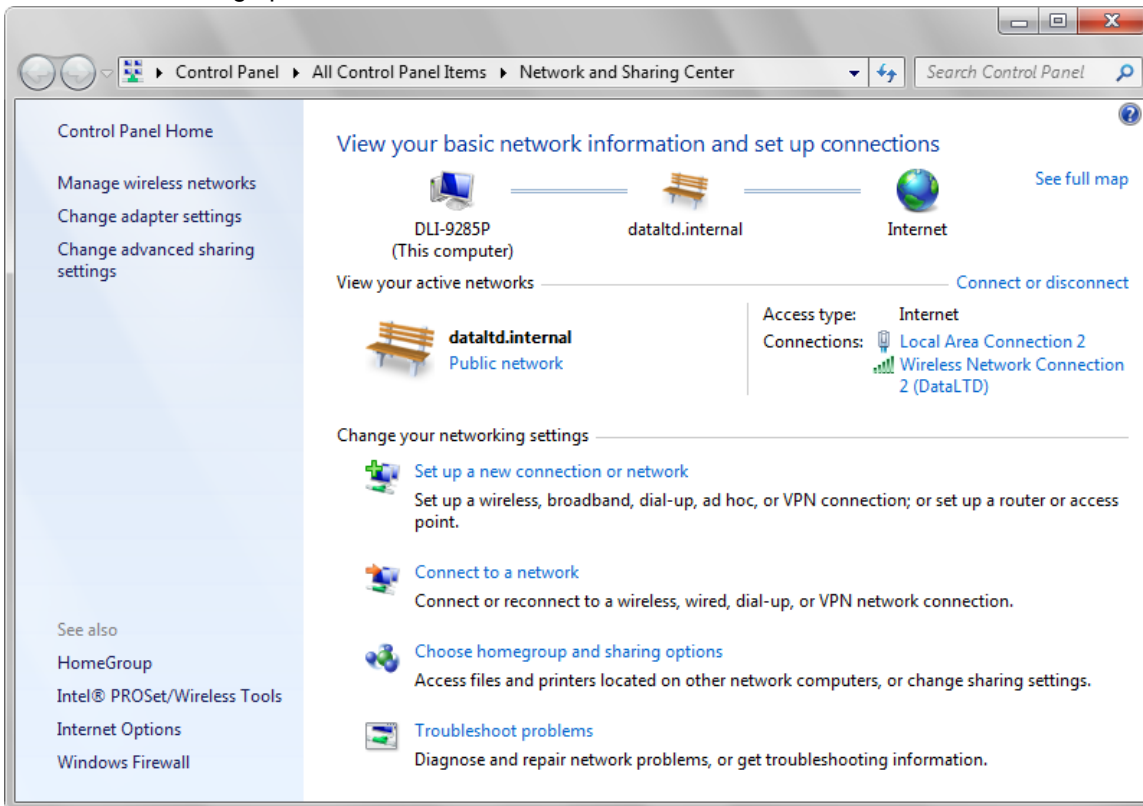 Control Panel ▸ All Control Panel Items ▸ Network and Sharing Center
Search Control Panel
Control Panel Home
Manage wireless networks
Change adapter settings
Change advanced sharing
settings
See also
HomeGroup
Intel® PROSet/Wireless Tools
Internet Options
Windows Firewall
View your basic network information and set up connections
See full map
DLI-9285P
(This computer)
dataltd.internal
Internet
View your active networks
Connect or disconnect
dataltd.internal
Public network
Access type: Internet
Connections: Local Area Connection 2
Wireless Network Connection
2 (DataLTD)
Change your networking settings
Set up a new connection or network
Set up a wireless, broadband, dial-up, ad hoc, or VPN connection; or set up a router or access
point.
Connect to a network
Connect or reconnect to a wireless, wired, dial-up, or VPN network connection.
Choose homegroup and sharing options
Access files and printers located on other network computers, or change sharing settings.
Troubleshoot problems
Diagnose and repair network problems, or get troubleshooting information.